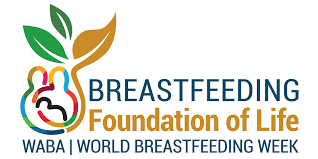 BREASTFEEDING
Foundation of Life
WABA | WORLD BREASTFEEDING WEEK